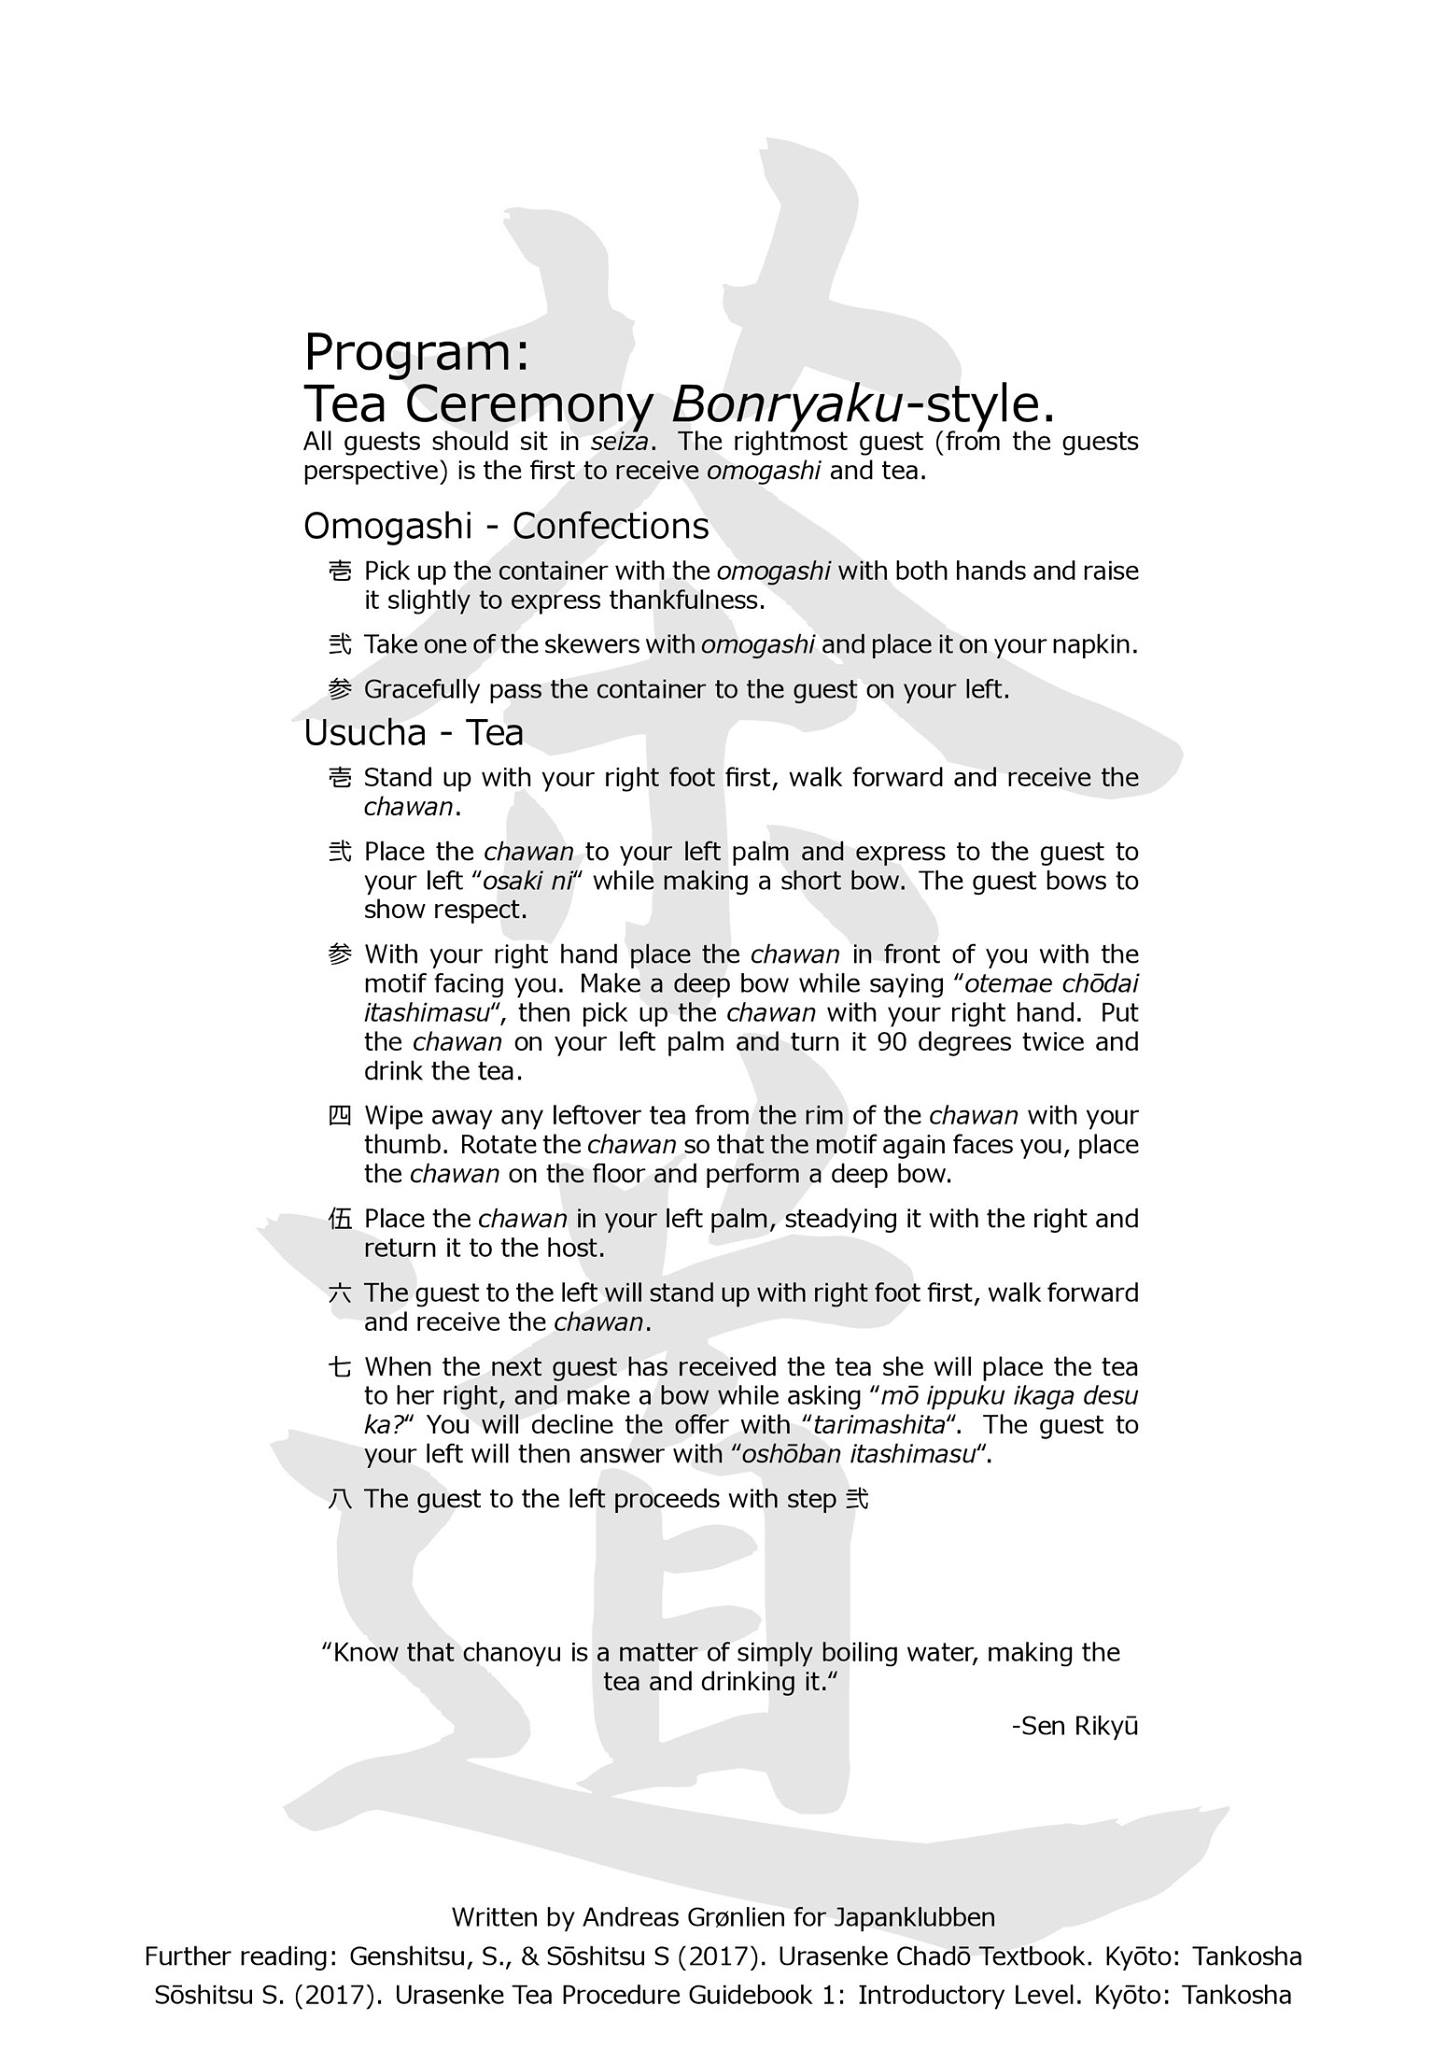 茶道
Program:
Tea Ceremony Bonryaku-style.
All guests should sit in seiza. The rightmost guest (from the guests
perspective) is the first to receive omogashi and tea.
Omogashi - Confections
壱 Pick up the container with the omogashi with both hands and raise
it slightly to express thankfulness.
弐 Take one of the skewers with omogashi and place it on your napkin.
参 Gracefully pass the container to the guest on your left.
Usucha - Tea
壱 Stand up with your right foot first, walk forward and receive the
chawan.
弐 Place the chawan to your left palm and express to the guest to
your left “osaki ni“ while making a short bow. The guest bows to
show respect.
参 With your right hand place the chawan in front of you with the
motif facing you. Make a deep bow while saying “otemae chōdai
itashimasu“, then pick up the chawan with your right hand. Put
the chawan on your left palm and turn it 90 degrees twice and
drink the tea.
四 Wipe away any leftover tea from the rim of the chawan with your
thumb. Rotate the chawan so that the motif again faces you, place
the chawan on the floor and perform a deep bow.
伍 Place the chawan in your left palm, steadying it with the right and
return it to the host.
六 The guest to the left will stand up with right foot first, walk forward
and receive the chawan.
七 When the next guest has received the tea she will place the tea
to her right, and make a bow while asking “mō ippuku ikaga desu
ka?“ You will decline the offer with “tarimashita“. The guest to
your left will then answer with “oshōban itashimasu“.
八 The guest to the left proceeds with step 弐
“Know that chanoyu is a matter of simply boiling water, making the
tea and drinking it.“
-Sen Rikyū
Written by Andreas Grønlien for Japanklubben
Further reading: Genshitsu, S., & Sōshitsu S (2017). Urasenke Chadō Textbook. Kyōto: Tankosha
Sōshitsu S. (2017). Urasenke Tea Procedure Guidebook 1: Introductory Level. Kyōto: Tankosha